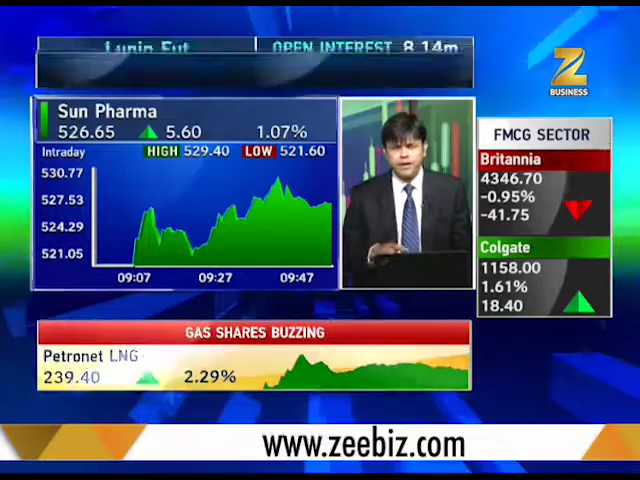 Lupin Fut OPEN INTEREST 8.14m
Z
BUSINESS
Sun Pharma
526.65 5.60 1.07%
Intraday HIGH 529.40 LOW 521.60
530.77
527.53
524.29
521.05
09:07 09:27 09:47
FMCG SECTOR
Britannia
4346.70
-0.95%
-41.75
Colgate
1158.00
1.61%
18.40
GAS SHARES BUZZING
Petronet LNG
239.40 2.29%
www.zeebiz.com